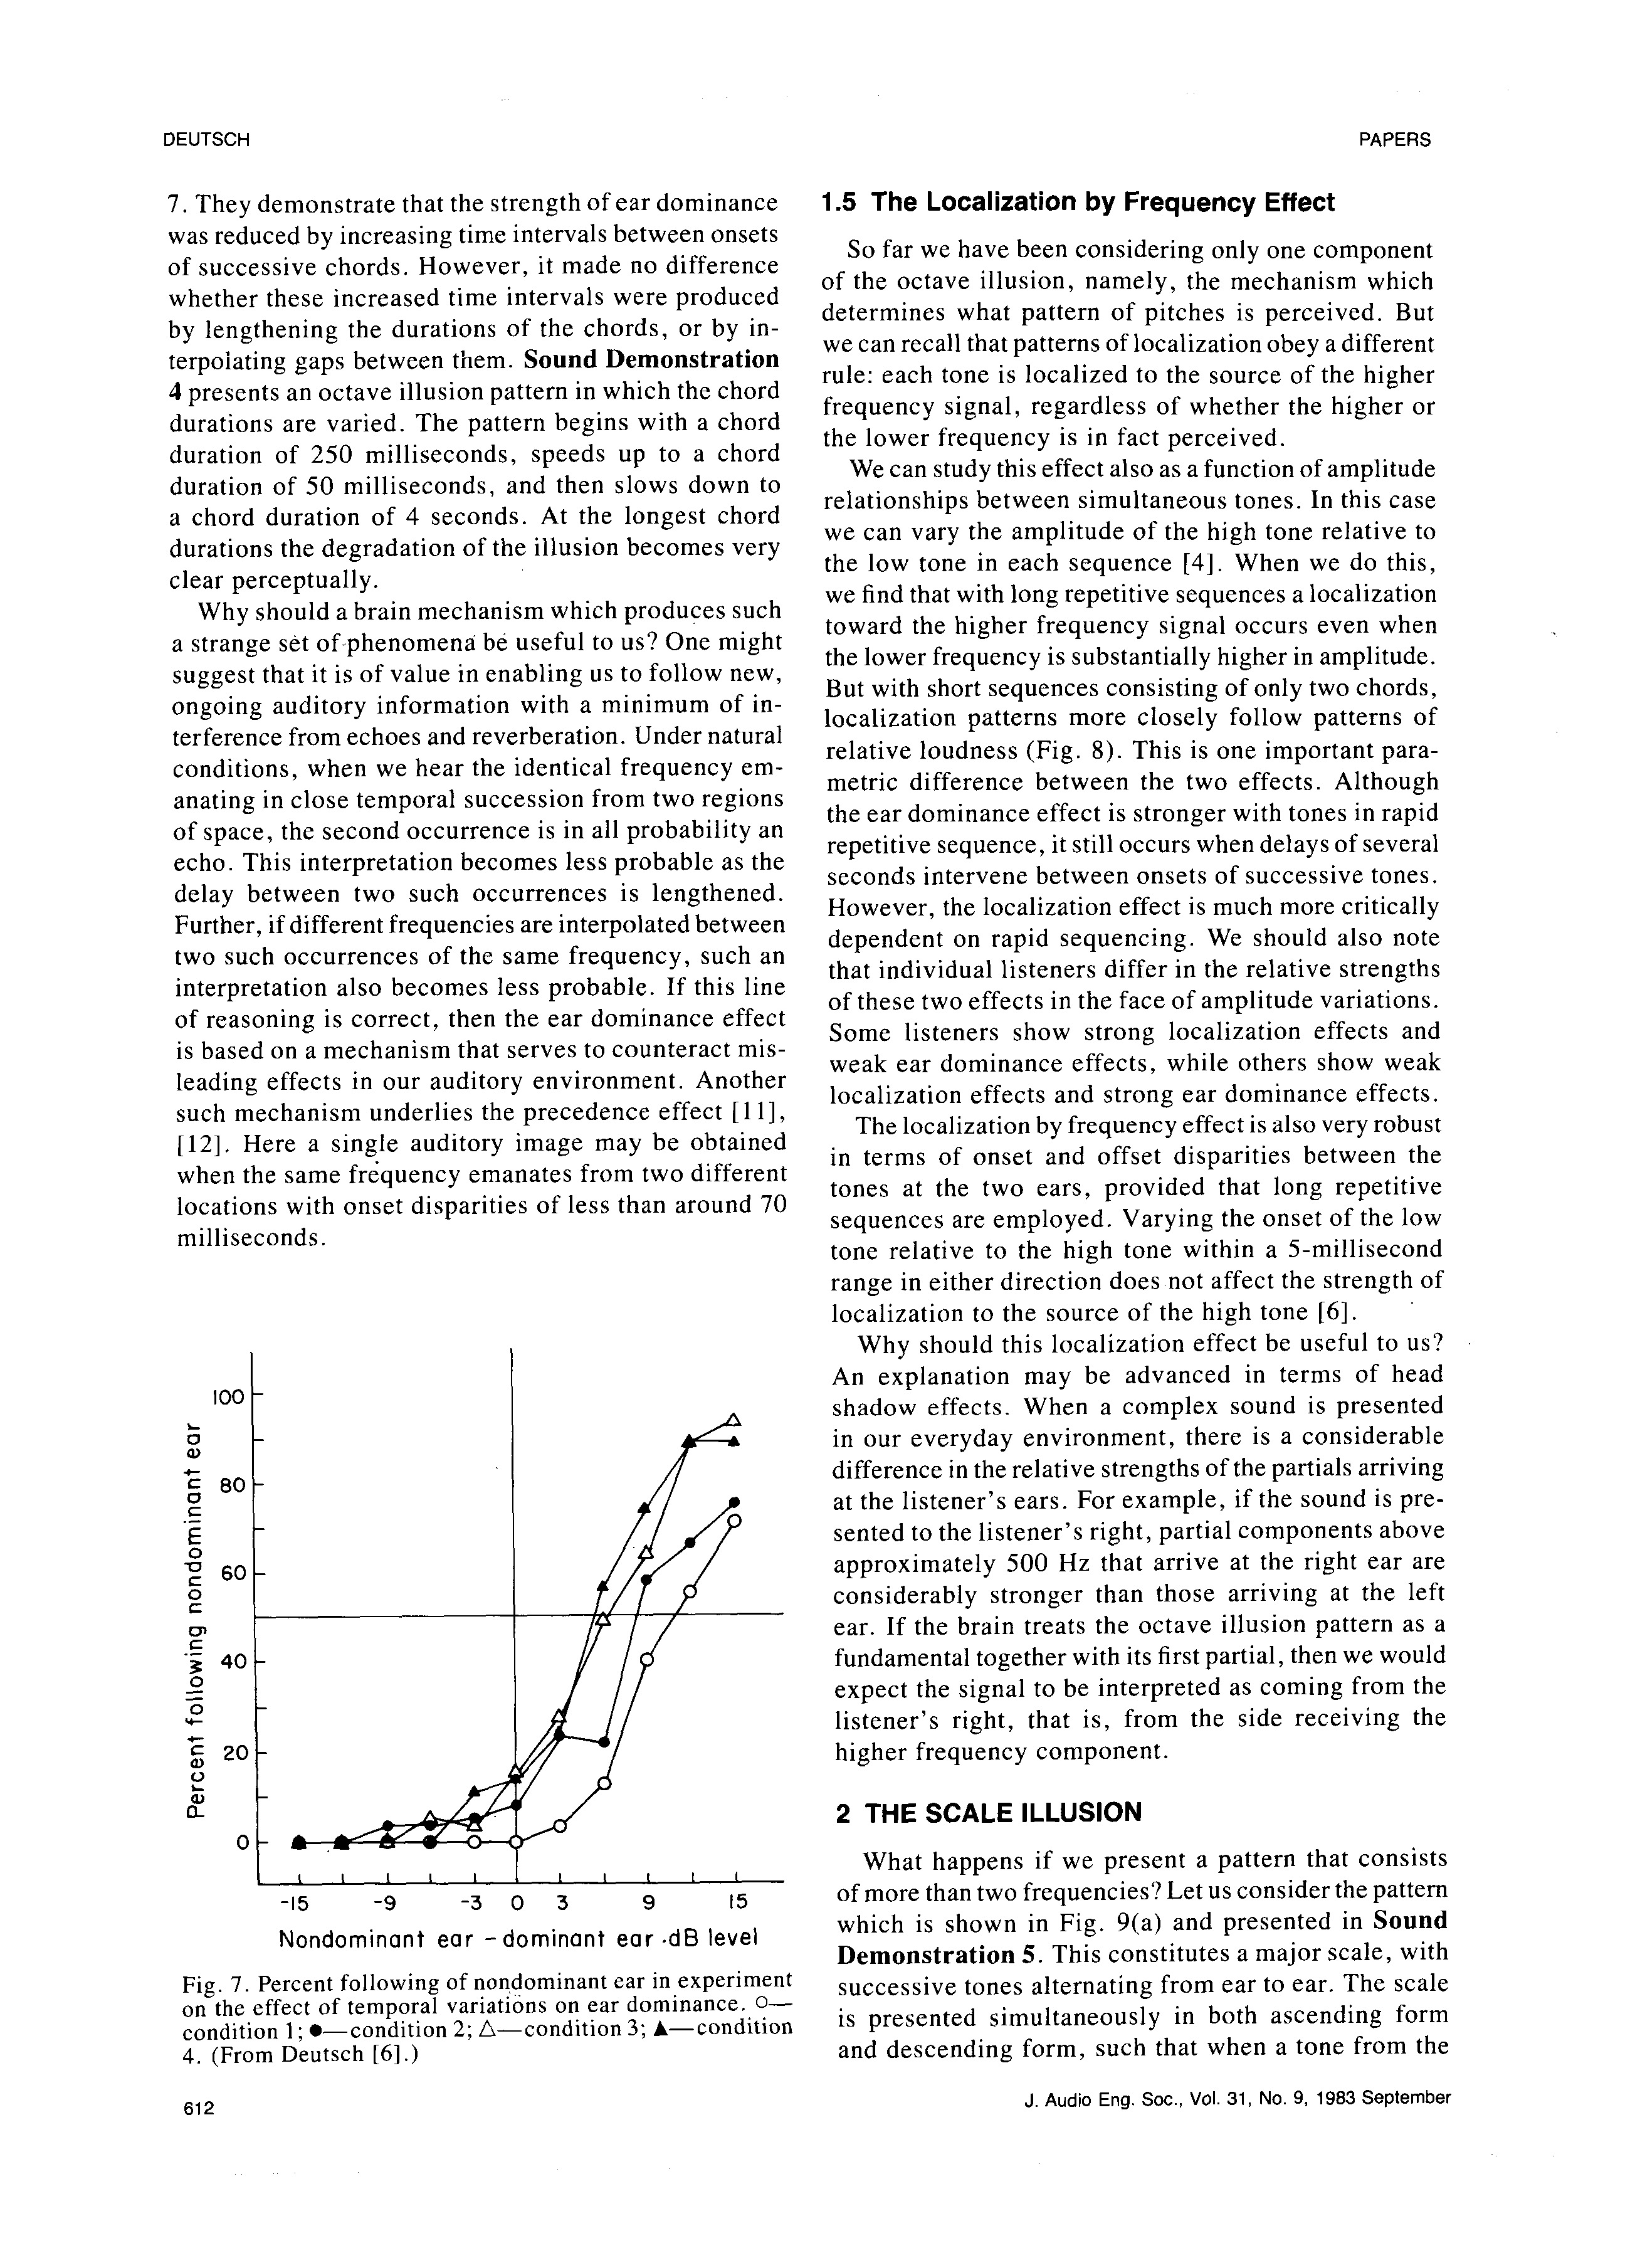 DEUTSCH
PAPERS
7. They demonstrate that the strength of ear dominance
was reduced by increasing time intervals between onsets
of successive chords. However, it made no difference
whether these increased time intervals were produced
by lengthening the durations of the chords, or by in-
terpolating gaps between them. Sound Demonstration
4 presents an octave illusion pattern in which the chord
durations are varied. The pattern begins with a chord
duration of 250 milliseconds, speeds up to a chord
duration of 50 milliseconds, and then slows down to
a chord duration of 4 seconds. At the longest chord
durations the degradation of the illusion becomes very
clear perceptually.
Why should a brain mechanism which produces such
a strange set of phenomena be useful to us? One might
suggest that it is of value in enabling us to follow new,
ongoing auditory information with a minimum of in-
terference from echoes and reverberation. Under natural
conditions, when we hear the identical frequency em-
anating in close temporal succession from two regions
of space, the second occurrence is in all probability an
echo. This interpretation becomes less probable as the
delay between two such occurrences is lengthened.
Further, if different frequencies are interpolated between
two such occurrences of the same frequency, such an
interpretation also becomes less probable. If this line
of reasoning is correct, then the ear dominance effect
is based on a mechanism that serves to counteract mis-
leading effects in our auditory environment. Another
such mechanism underlies the precedence effect [11],
[12]. Here a single auditory image may be obtained
when the same frequency emanates from two different
locations with onset disparities of less than around 70
milliseconds.
Percent following nondominant ear
100
80
60
40
20
0
-15 -9 -3 0 3 9 15
Nondominant ear - dominant ear · dB level
Fig. 7. Percent following of nondominant ear in experiment
on the effect of temporal variations on ear dominance. ○—
condition 1; ●—condition 2; △—condition 3; ▲—condition
4. (From Deutsch [6].)
612
1.5 The Localization by Frequency Effect
So far we have been considering only one component
of the octave illusion, namely, the mechanism which
determines what pattern of pitches is perceived. But
we can recall that patterns of localization obey a different
rule: each tone is localized to the source of the higher
frequency signal, regardless of whether the higher or
the lower frequency is in fact perceived.
We can study this effect also as a function of amplitude
relationships between simultaneous tones. In this case
we can vary the amplitude of the high tone relative to
the low tone in each sequence [4]. When we do this,
we find that with long repetitive sequences a localization
toward the higher frequency signal occurs even when
the lower frequency is substantially higher in amplitude.
But with short sequences consisting of only two chords,
localization patterns more closely follow patterns of
relative loudness (Fig. 8). This is one important para-
metric difference between the two effects. Although
the ear dominance effect is stronger with tones in rapid
repetitive sequence, it still occurs when delays of several
seconds intervene between onsets of successive tones.
However, the localization effect is much more critically
dependent on rapid sequencing. We should also note
that individual listeners differ in the relative strengths
of these two effects in the face of amplitude variations.
Some listeners show strong localization effects and
weak ear dominance effects, while others show weak
localization effects and strong ear dominance effects.
The localization by frequency effect is also very robust
in terms of onset and offset disparities between the
tones at the two ears, provided that long repetitive
sequences are employed. Varying the onset of the low
tone relative to the high tone within a 5-millisecond
range in either direction does not affect the strength of
localization to the source of the high tone [6].
Why should this localization effect be useful to us?
An explanation may be advanced in terms of head
shadow effects. When a complex sound is presented
in our everyday environment, there is a considerable
difference in the relative strengths of the partials arriving
at the listener's ears. For example, if the sound is pre-
sented to the listener's right, partial components above
approximately 500 Hz that arrive at the right ear are
considerably stronger than those arriving at the left
ear. If the brain treats the octave illusion pattern as a
fundamental together with its first partial, then we would
expect the signal to be interpreted as coming from the
listener's right, that is, from the side receiving the
higher frequency component.
2 THE SCALE ILLUSION
What happens if we present a pattern that consists
of more than two frequencies? Let us consider the pattern
which is shown in Fig. 9(a) and presented in Sound
Demonstration 5. This constitutes a major scale, with
successive tones alternating from ear to ear. The scale
is presented simultaneously in both ascending form
and descending form, such that when a tone from the
J. Audio Eng. Soc., Vol. 31, No. 9, 1983 September